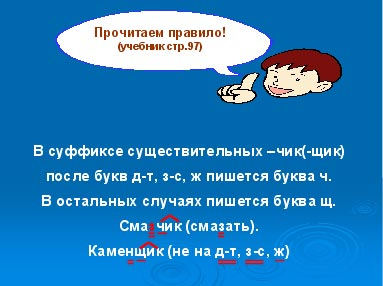 Прочитаем правило!
(учебник стр.97)
В суффиксе существительных –чик(-щик)
после букв д-т, з-с, ж пишется буква ч.
В остальных случаях пишется буква щ.
Смазчик (смазать).
Каменщик (не на д-т, з-с, ж)